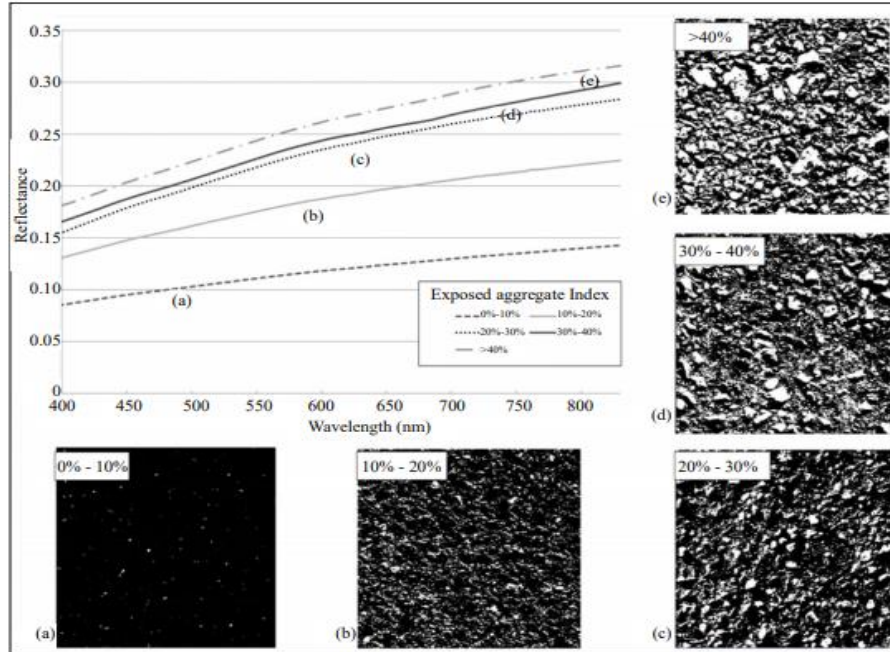 0.35
0.30
0.25
0.20
0.15
0.10
0.05
0
Reflectance
400 450 500 550 600 650 700 750 800
Wavelength (nm)
(a)
(b)
(c)
(d)
(e)
Exposed aggregate Index
0%-10% 10%-20%
20%-30% 30%-40%
>40%
>40%
(e)
30% - 40%
(d)
0% - 10%
(a)
10% - 20%
(b)
20% - 30%
(c)